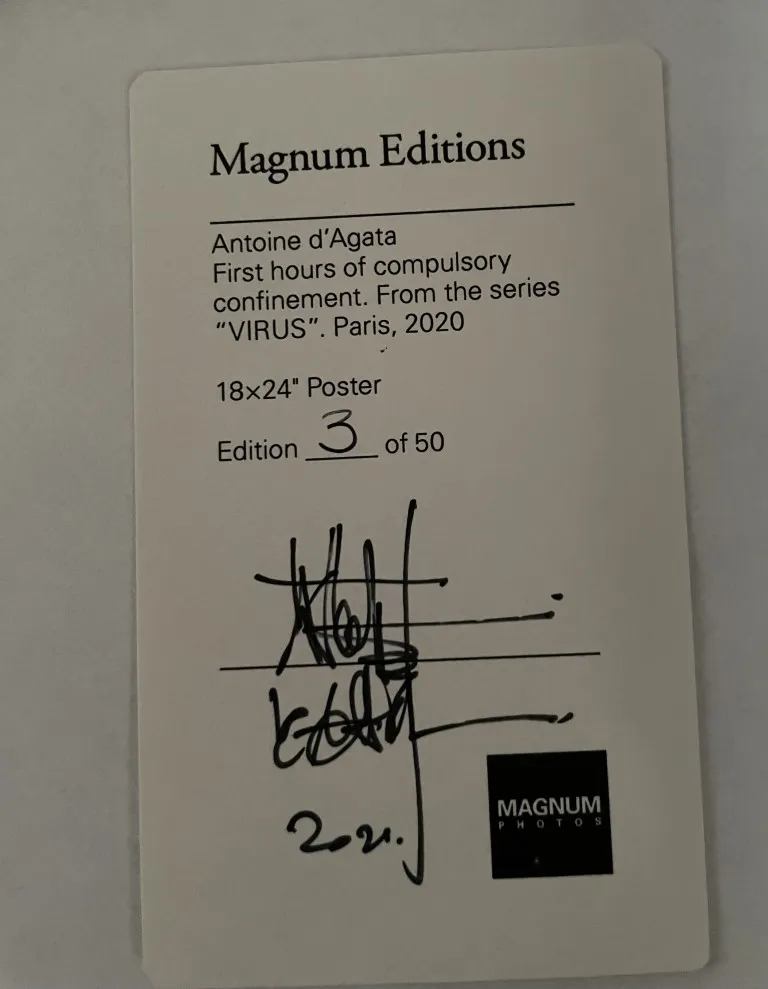 Magnum Editions
Antoine d’Agata
First hours of compulsory
confinement. From the series
“VIRUS”. Paris, 2020
18×24" Poster
Edition 3 of 50
2021.
MAGNUM
PHOTOS